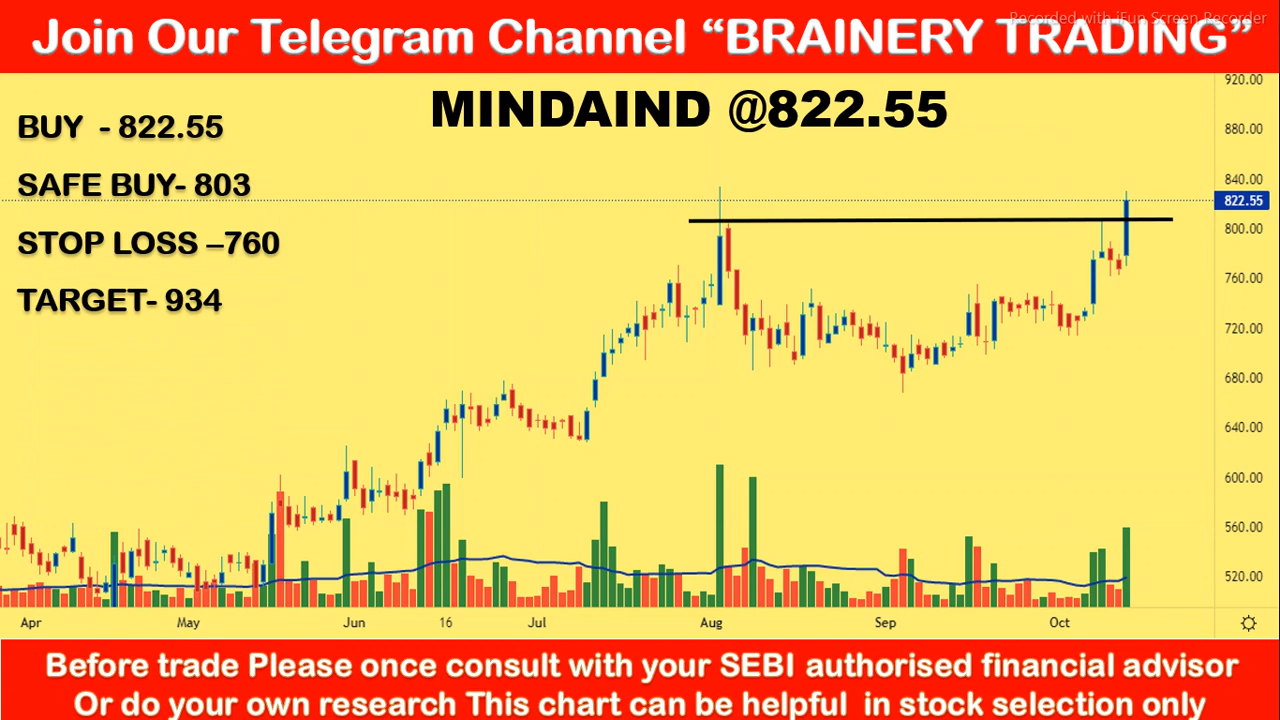 Recorded with iFun Screen Recorder
Join Our Telegram Channel “BRAINERY TRADING”
MINDAIND @822.55
BUY - 822.55
SAFE BUY- 803
STOP LOSS –760
TARGET- 934
920.00
880.00
840.00
822.55
800.00
760.00
720.00
680.00
640.00
600.00
560.00
520.00
Apr May Jun 16 Jul Aug Sep Oct
Before trade Please once consult with your SEBI authorised financial advisor
Or do your own research This chart can be helpful in stock selection only